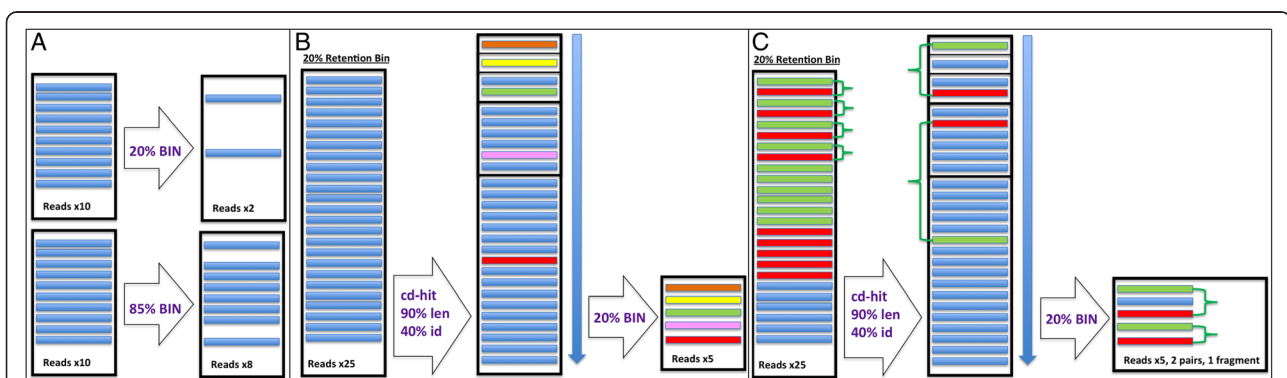 A
20% BIN
Reads x10
Reads x2
85% BIN
Reads x10
Reads x8
B
20% Retention Bin
Reads x25
cd-hit
90% len
40% id
20% BIN
Reads x5
C
20% Retention Bin
Reads x25
cd-hit
90% len
40% id
20% BIN
Reads x5, 2 pairs, 1 fragment